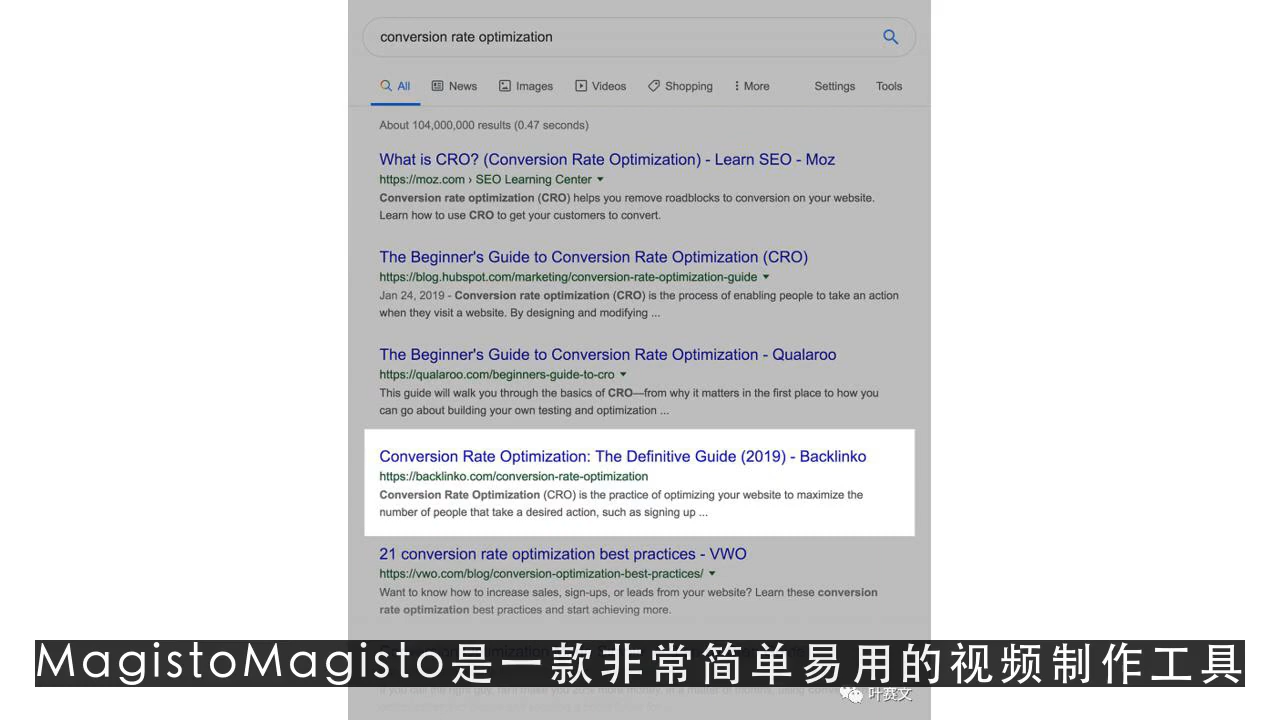 conversion rate optimization
All News Images Videos Shopping More Settings Tools
About 104,000,000 results (0.47 seconds)
What is CRO? (Conversion Rate Optimization) - Learn SEO - Moz
https://moz.com › SEO Learning Center
Conversion rate optimization (CRO) helps you remove roadblocks to conversion on your website.
Learn how to use CRO to get your customers to convert.
The Beginner's Guide to Conversion Rate Optimization (CRO)
https://blog.hubspot.com/marketing/conversion-rate-optimization-guide
Jan 24, 2019 - Conversion rate optimization (CRO) is the process of enabling people to take an action
when they visit a website. By designing and modifying ...
The Beginner's Guide to Conversion Rate Optimization - Qualaroo
https://qualaroo.com/beginners-guide-to-cro
This guide will walk you through the basics of CRO—from why it matters in the first place to how you
can go about building your own testing and optimization ...
Conversion Rate Optimization: The Definitive Guide (2019) - Backlinko
https://backlinko.com/conversion-rate-optimization
Conversion Rate Optimization (CRO) is the practice of optimizing your website to maximize the
number of people that take a desired action, such as signing up ...
21 conversion rate optimization best practices - VWO
https://vwo.com/blog/conversion-optimization-best-practices/
Want to know how to increase sales, sign-ups, or leads from your website? Learn these conversion
rate optimization best practices and start achieving more.
MagistoMagisto是一款非常简单易用的视频制作工具
叶赛文